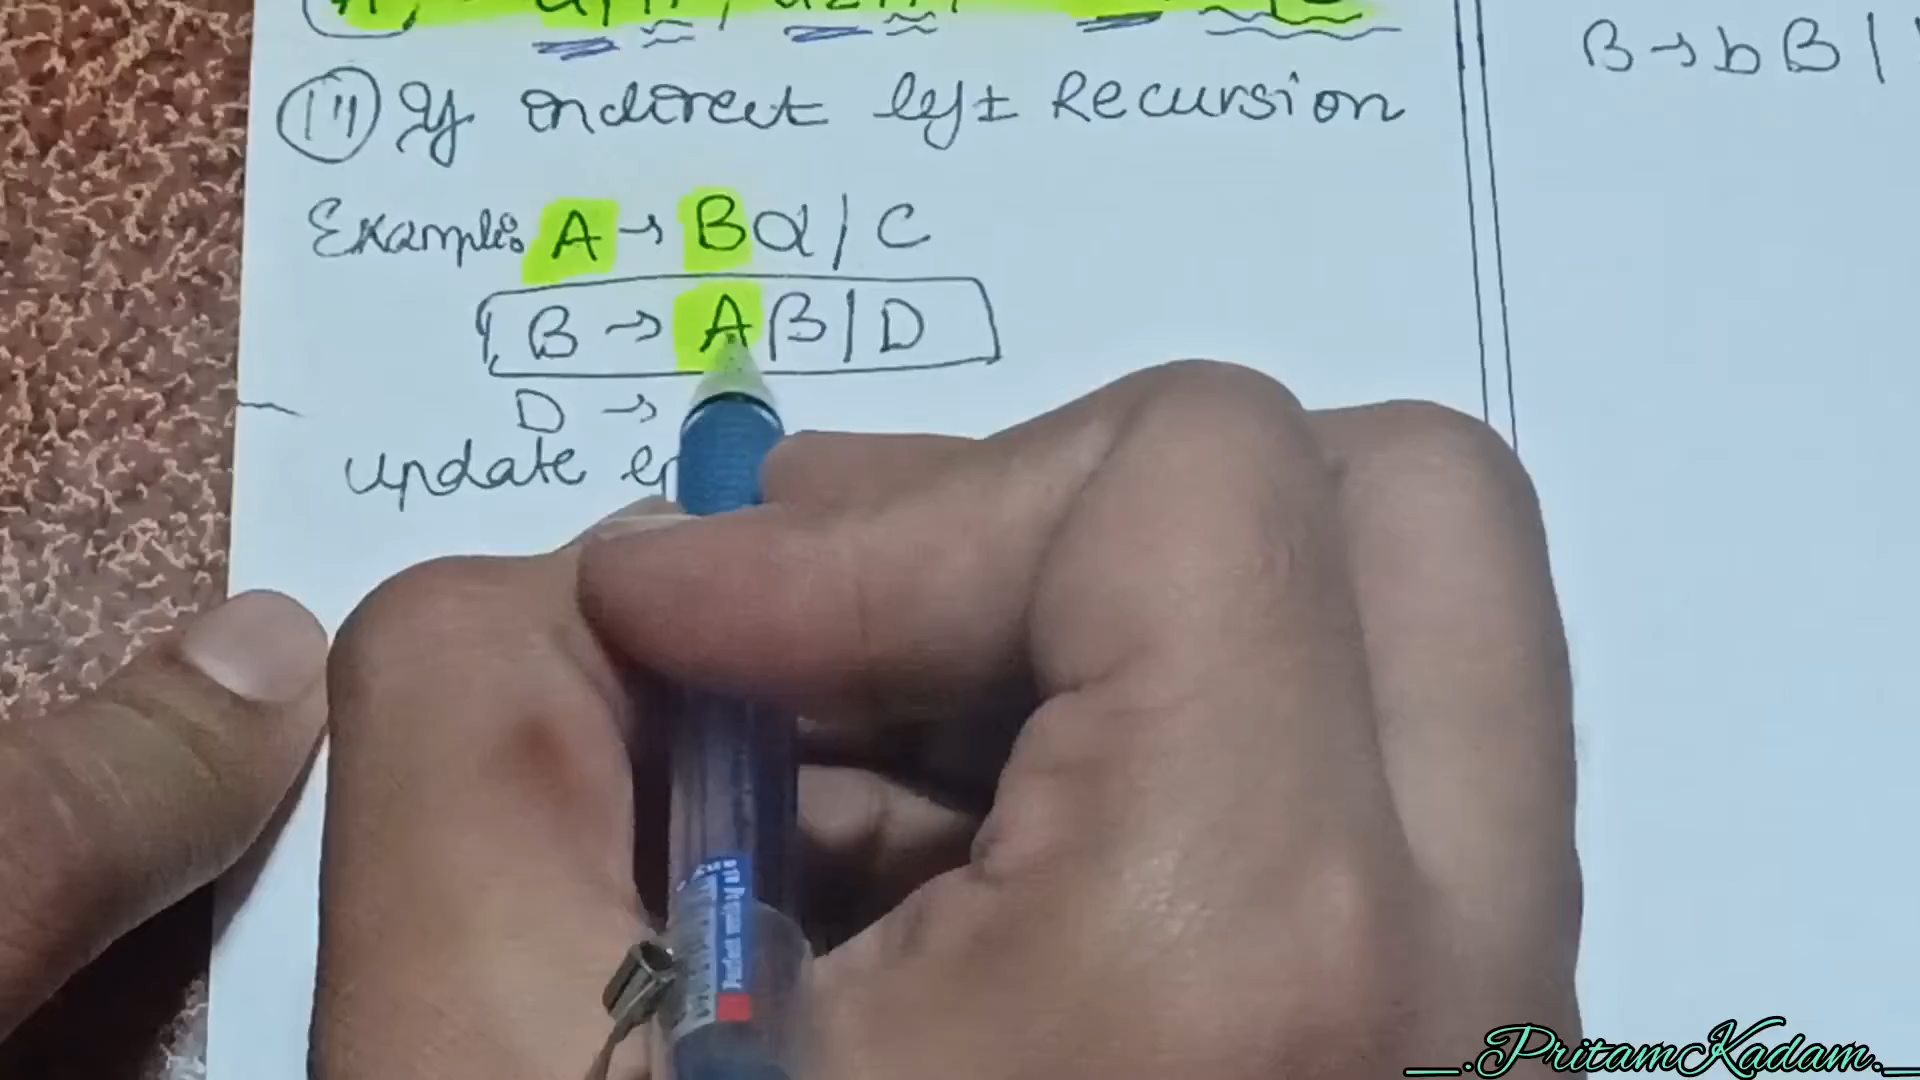 (iii) If indirect left Recursion
Example: A → Bα / C
B → Aβ | D
D →
update
B → bB |
__.PritamKadam.__